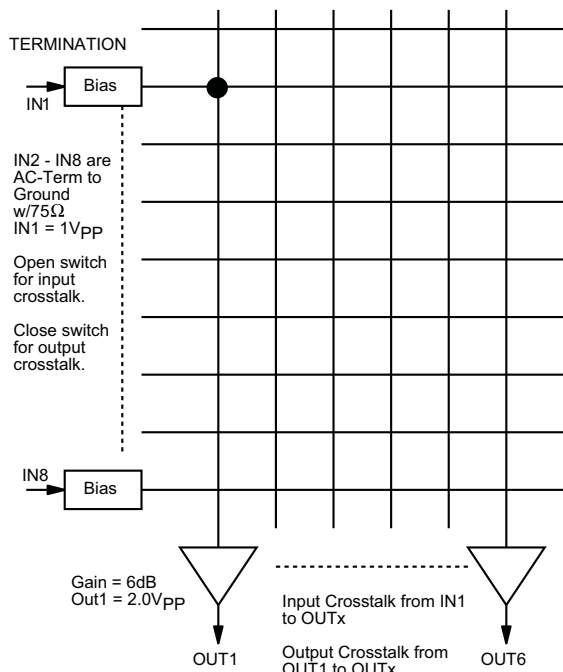 TERMINATION
Bias
IN1
IN2 - IN8 are
AC-Term to
Ground
w/75Ω
IN1 = 1VPP
Open switch
for input
crosstalk.
Close switch
for output
crosstalk.
IN8
Bias
Gain = 6dB
Out1 = 2.0VPP
Input Crosstalk from IN1
to OUTx
OUT1
Output Crosstalk from
OUT1 to OUTx
OUT6